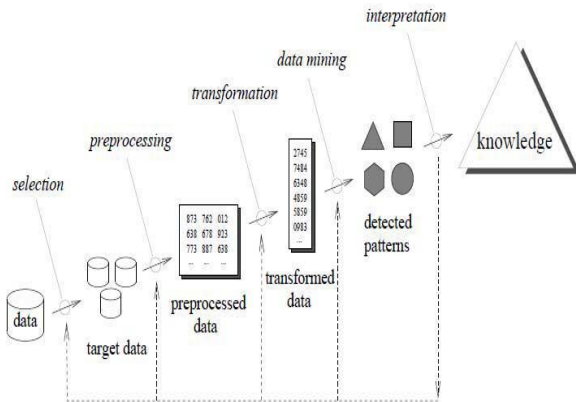 interpretation
data mining
transformation
preprocessing
selection
knowledge
2745
7484
6348
4859
5859
0983
...
detected
patterns
873 762 012
638 678 923
773 887 638
... ... ...
transformed
data
preprocessed
data
data
target data